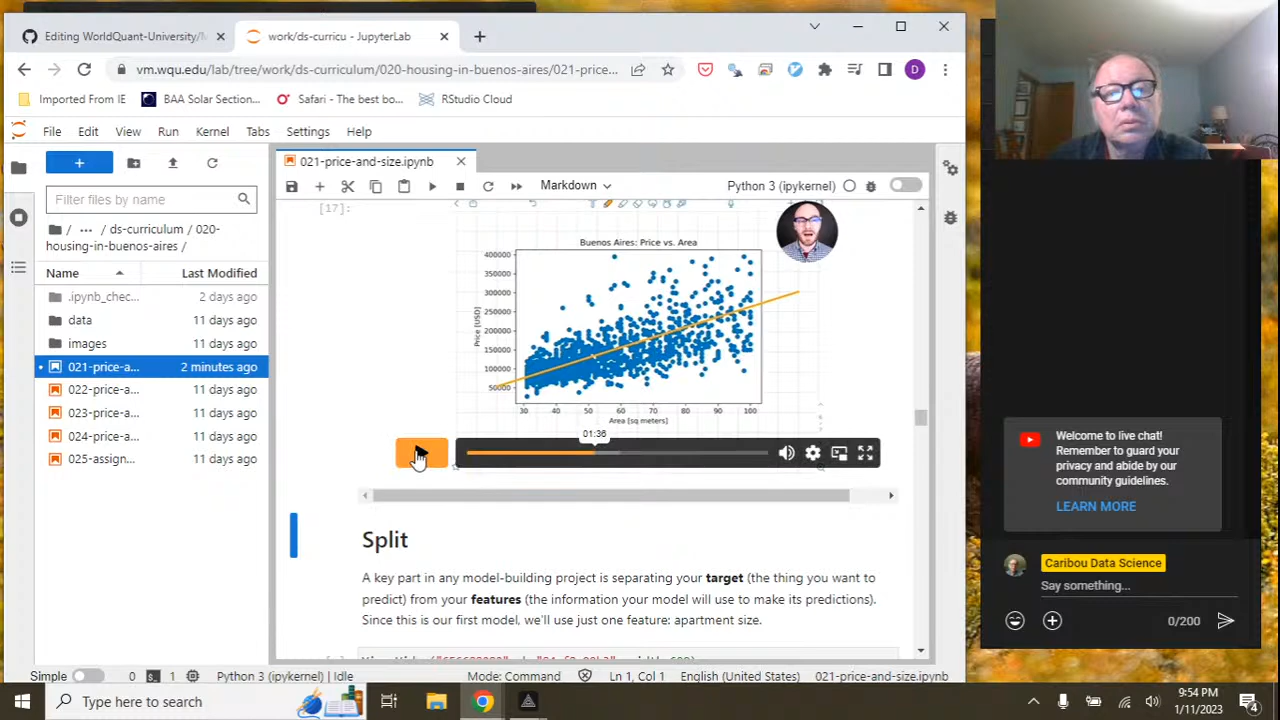 Editing WorldQuant-University/M
work/ds-curricu - JupyterLab
vm.wqu.edu/lab/tree/work/ds-curriculum/020-housing-in-buenos-aires/021-price...
D
Imported From IE
BAA Solar Section...
Safari - The best bo...
RStudio Cloud
File Edit View Run Kernel Tabs Settings Help
021-price-and-size.ipynb
Markdown
Python 3 (ipykernel)
Filter files by name
/ ... / ds-curriculum / 020-
housing-in-buenos-aires /
Name Last Modified
.ipynb_chec... 2 days ago
data 11 days ago
images 11 days ago
021-price-a... 2 minutes ago
022-price-a... 11 days ago
023-price-a... 11 days ago
024-price-a... 11 days ago
025-assign... 11 days ago
[17]:
Buenos Aires: Price vs. Area
Price [USD]
400000
350000
300000
250000
200000
150000
100000
50000
30 40 50 60 70 80 90 100
Area [sq meters]
01:36
Split
A key part in any model-building project is separating your target (the thing you want to
predict) from your features (the information your model will use to make its predictions).
Since this is our first model, we'll use just one feature: apartment size.
Simple 0 1 Python 3 (ipykernel) | Idle Mode: Command Ln 1, Col 1 English (United States) 021-price-and-size.ipynb
Welcome to live chat!
Remember to guard your
privacy and abide by our
community guidelines.
LEARN MORE
Caribou Data Science
Say something...
0/200
Type here to search
9:54 PM
1/11/2023
4